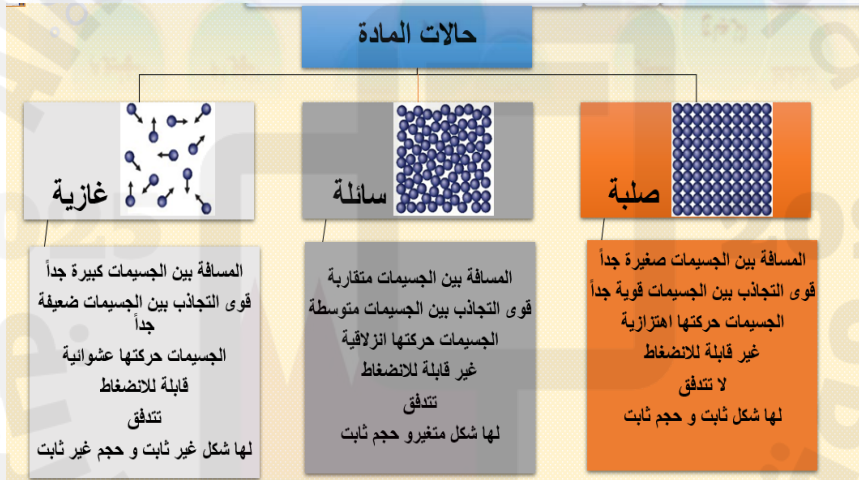 حالات المادة
صلبة
المسافة بين الجسيمات صغيرة جداً
قوى التجاذب بين الجسيمات قوية جداً
الجسيمات حركتها اهتزازية
غير قابلة للانضغاط
لا تتدفق
لها شكل ثابت و حجم ثابت
سائلة
المسافة بين الجسيمات متقاربة
قوى التجاذب بين الجسيمات متوسطة
الجسيمات حركتها انزلاقية
غير قابلة للانضغاط
تتدفق
لها شكل متغيرو حجم ثابت
غازية
المسافة بين الجسيمات كبيرة جداً
قوى التجاذب بين الجسيمات ضعيفة
جداً
الجسيمات حركتها عشوائية
قابلة للانضغاط
تتدفق
لها شكل غير ثابت و حجم غير ثابت